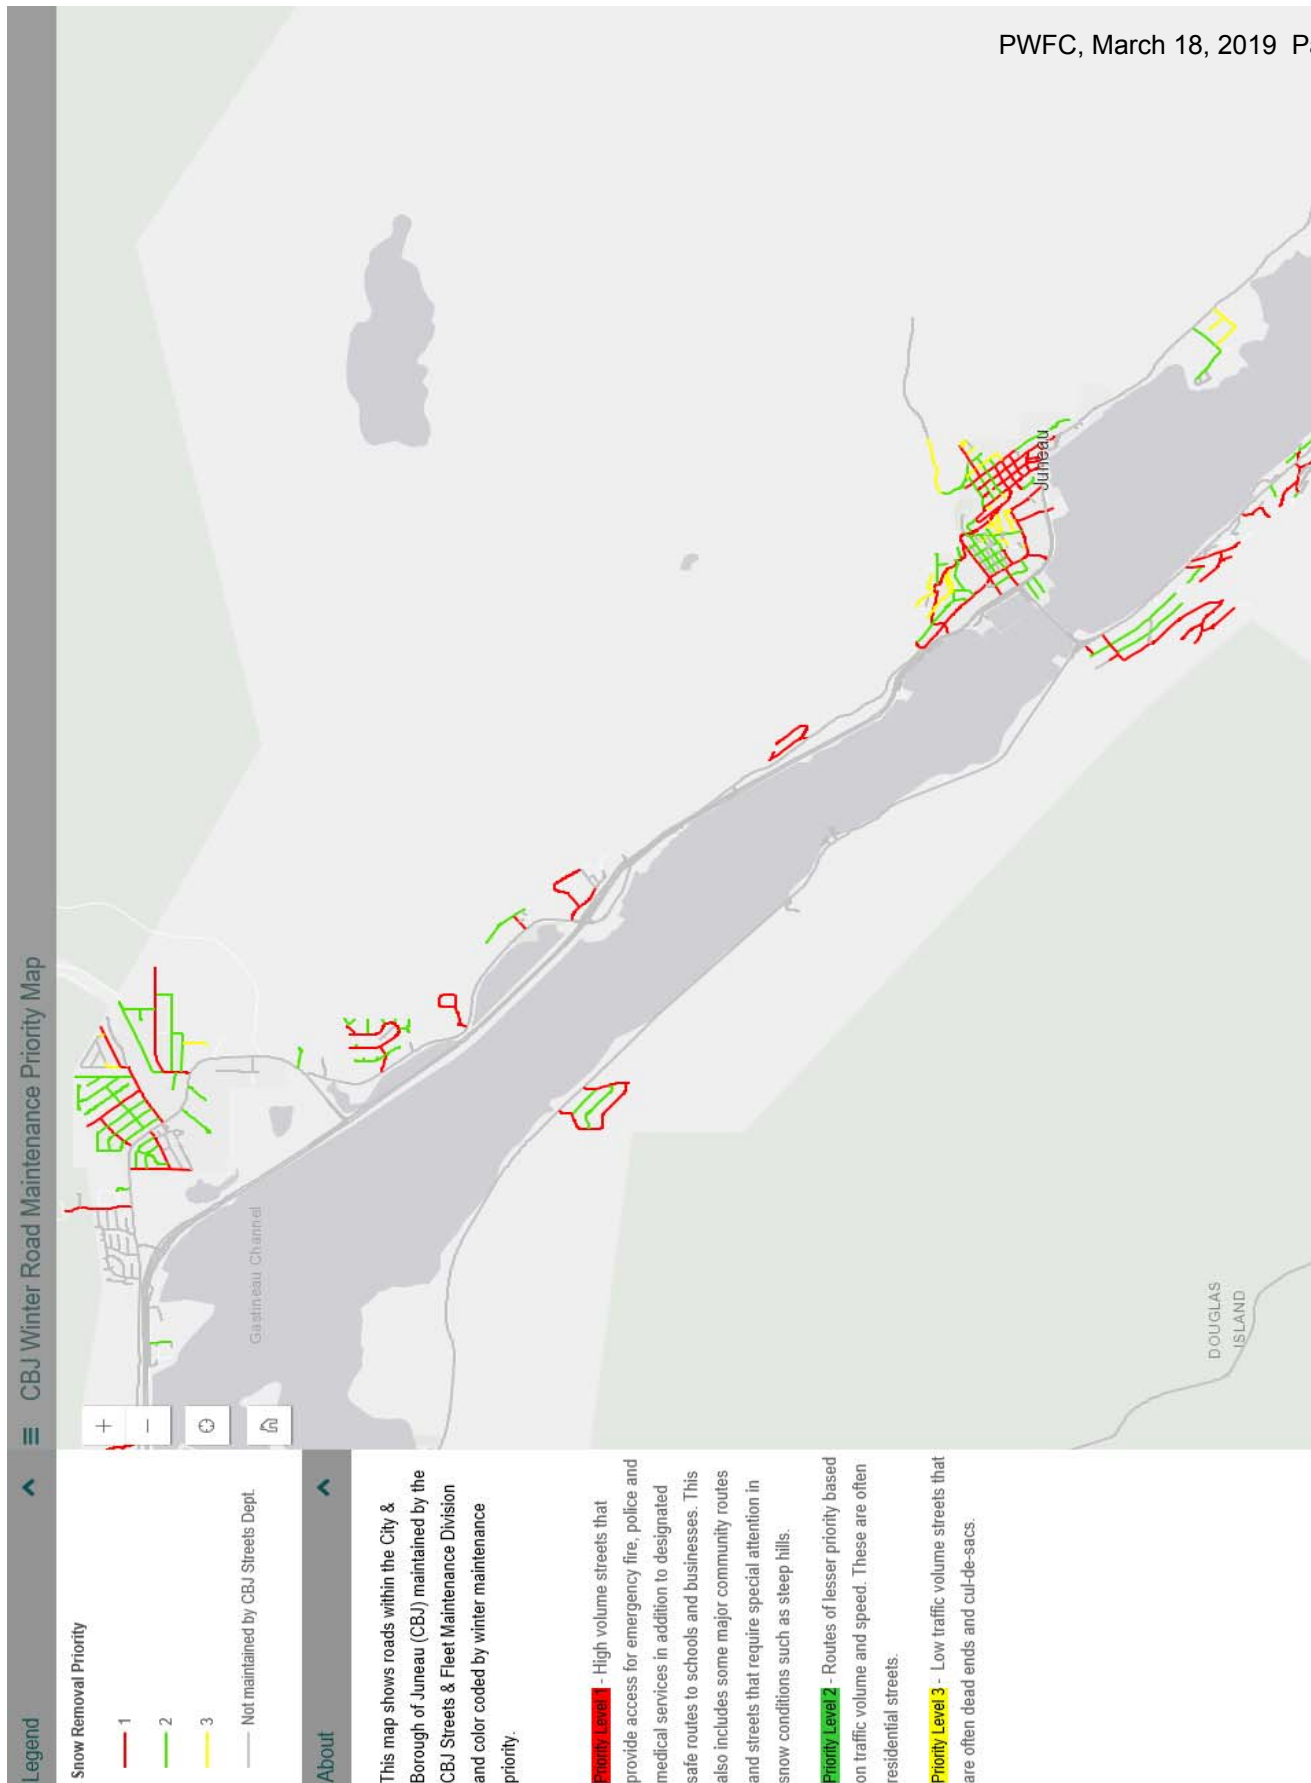 PWFC, March 18, 2019 Pa
Legend
CBJ Winter Road Maintenance Priority Map
Snow Removal Priority
1
2
3
Not maintained by CBJ Streets Dept.
About
This map shows roads within the City &
Borough of Juneau (CBJ) maintained by the
CBJ Streets & Fleet Maintenance Division
and color coded by winter maintenance
priority.
Priority Level 1 - High volume streets that
provide access for emergency fire, police and
medical services in addition to designated
safe routes to schools and businesses. This
also includes some major community routes
and streets that require special attention in
snow conditions such as steep hills.
Priority Level 2 - Routes of lesser priority based
on traffic volume and speed. These are often
residential streets.
Priority Level 3 - Low traffic volume streets that
are often dead ends and cul-de-sacs.
+
−
Gastineau Channel
Juneau
DOUGLAS
ISLAND